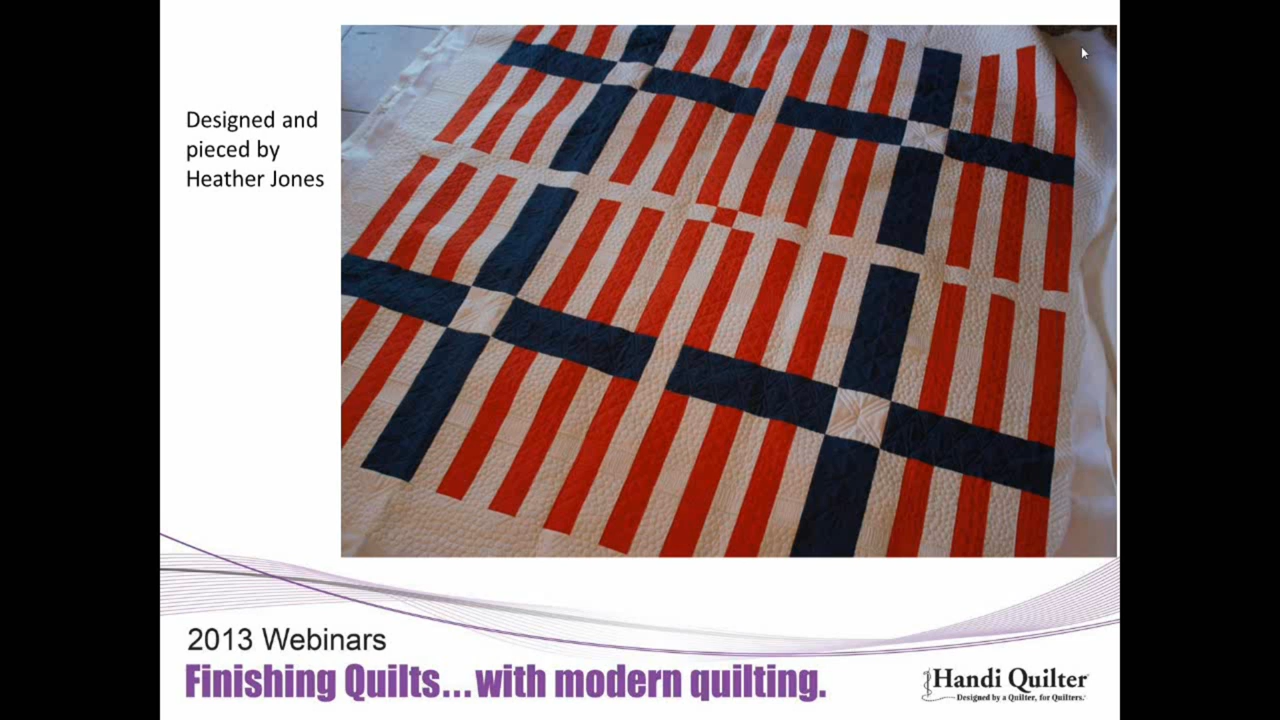 Designed and
pieced by
Heather Jones
2013 Webinars
Finishing Quilts...with modern quilting.
Handi Quilter
Designed by a Quilter, for Quilters.